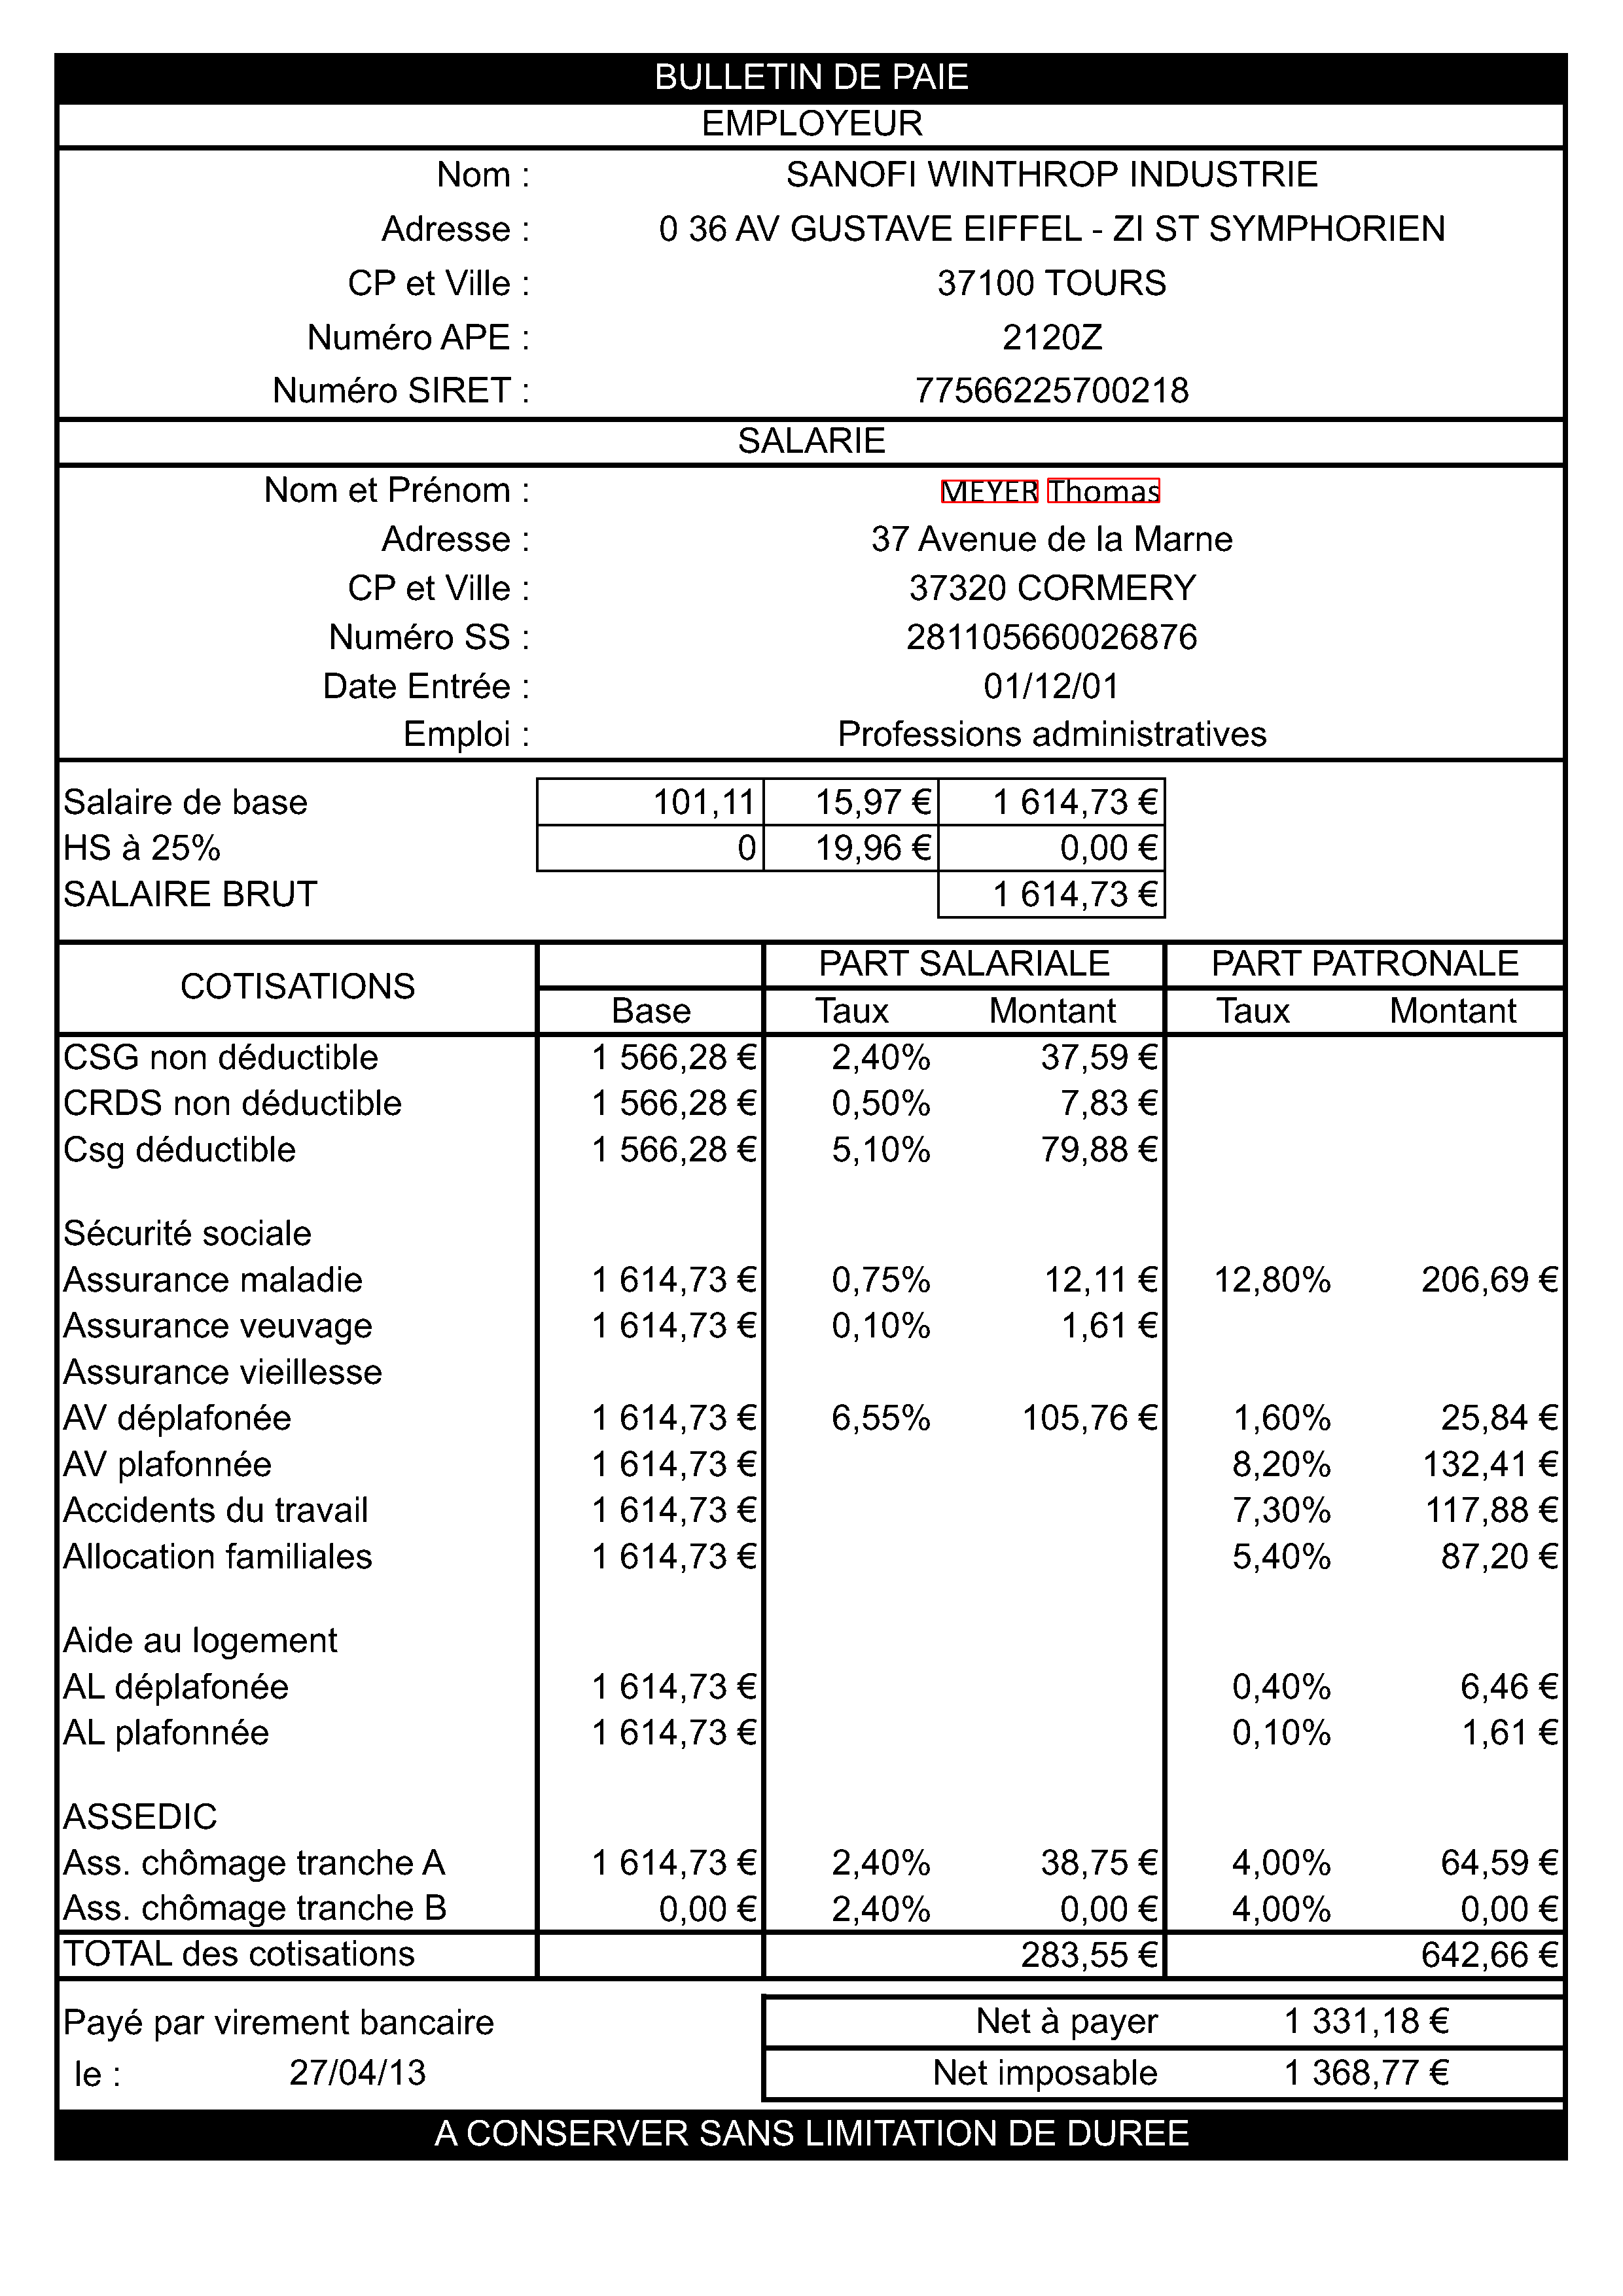 BULLETIN DE PAIE
EMPLOYEUR
Nom : SANOFI WINTHROP INDUSTRIE
Adresse : 0 36 AV GUSTAVE EIFFEL - ZI ST SYMPHORIEN
CP et Ville : 37100 TOURS
Numéro APE : 2120Z
Numéro SIRET : 77566225700218
SALARIE
Nom et Prénom : MEYER Thomas
Adresse : 37 Avenue de la Marne
CP et Ville : 37320 CORMERY
Numéro SS : 281105660026876
Date Entrée : 01/12/01
Emploi : Professions administratives
Salaire de base 101,11 15,97 € 1 614,73 €
HS à 25% 0 19,96 € 0,00 €
SALAIRE BRUT 1 614,73 €
COTISATIONS PART SALARIALE PART PATRONALE
Base Taux Montant Taux Montant
CSG non déductible 1 566,28 € 2,40% 37,59 €
CRDS non déductible 1 566,28 € 0,50% 7,83 €
Csg déductible 1 566,28 € 5,10% 79,88 €
Sécurité sociale
Assurance maladie 1 614,73 € 0,75% 12,11 € 12,80% 206,69 €
Assurance veuvage 1 614,73 € 0,10% 1,61 €
Assurance vieillesse
AV déplafonée 1 614,73 € 6,55% 105,76 € 1,60% 25,84 €
AV plafonnée 1 614,73 € 8,20% 132,41 €
Accidents du travail 1 614,73 € 7,30% 117,88 €
Allocation familiales 1 614,73 € 5,40% 87,20 €
Aide au logement
AL déplafonée 1 614,73 € 0,40% 6,46 €
AL plafonnée 1 614,73 € 0,10% 1,61 €
ASSEDIC
Ass. chômage tranche A 1 614,73 € 2,40% 38,75 € 4,00% 64,59 €
Ass. chômage tranche B 0,00 € 2,40% 0,00 € 4,00% 0,00 €
TOTAL des cotisations 283,55 € 642,66 €
Payé par virement bancaire Net à payer 1 331,18 €
le : 27/04/13 Net imposable 1 368,77 €
A CONSERVER SANS LIMITATION DE DUREE